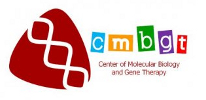 cmbgt
Center of Molecular Biology
and Gene Therapy